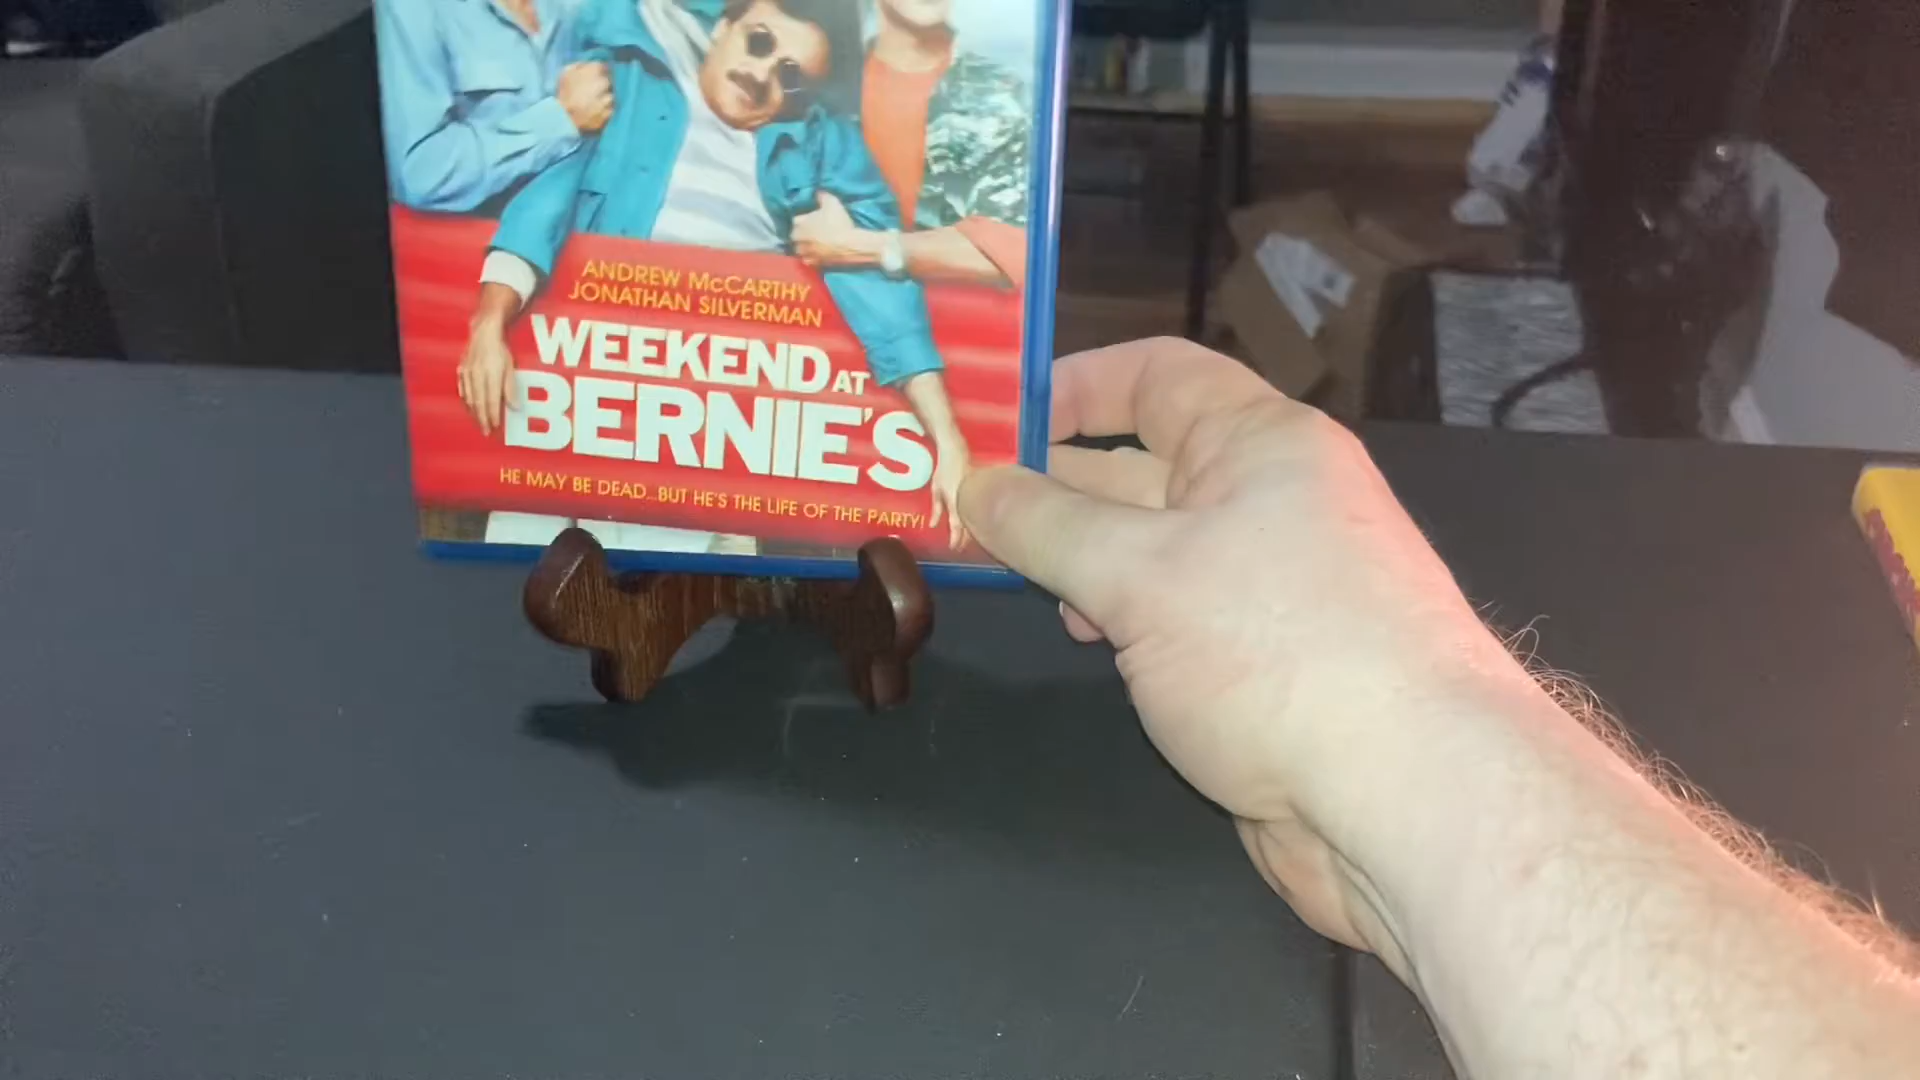 ANDREW McCARTHY
JONATHAN SILVERMAN
WEEKEND AT
BERNIE'S
HE MAY BE DEAD...BUT HE'S THE LIFE OF THE PARTY!